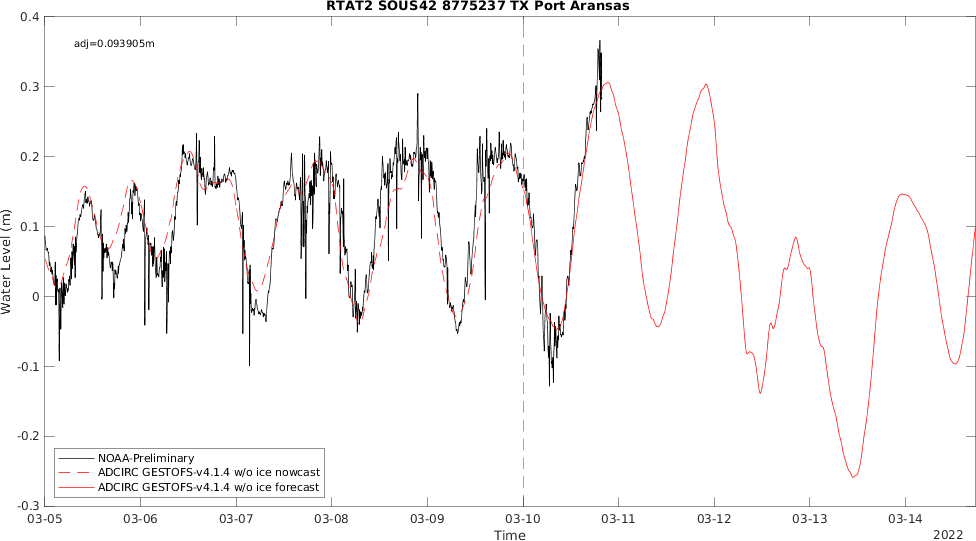 RTAT2 SOUS42 8775237 TX Port Aransas
adj=0.093905m
0.4
0.3
0.2
0.1
0
-0.1
-0.2
-0.3
Water Level (m)
NOAA-Preliminary
ADCIRC GESTOFS-v4.1.4 w/o ice nowcast
ADCIRC GESTOFS-v4.1.4 w/o ice forecast
03-05 03-06 03-07 03-08 03-09 03-10 03-11 03-12 03-13 03-14
Time
2022